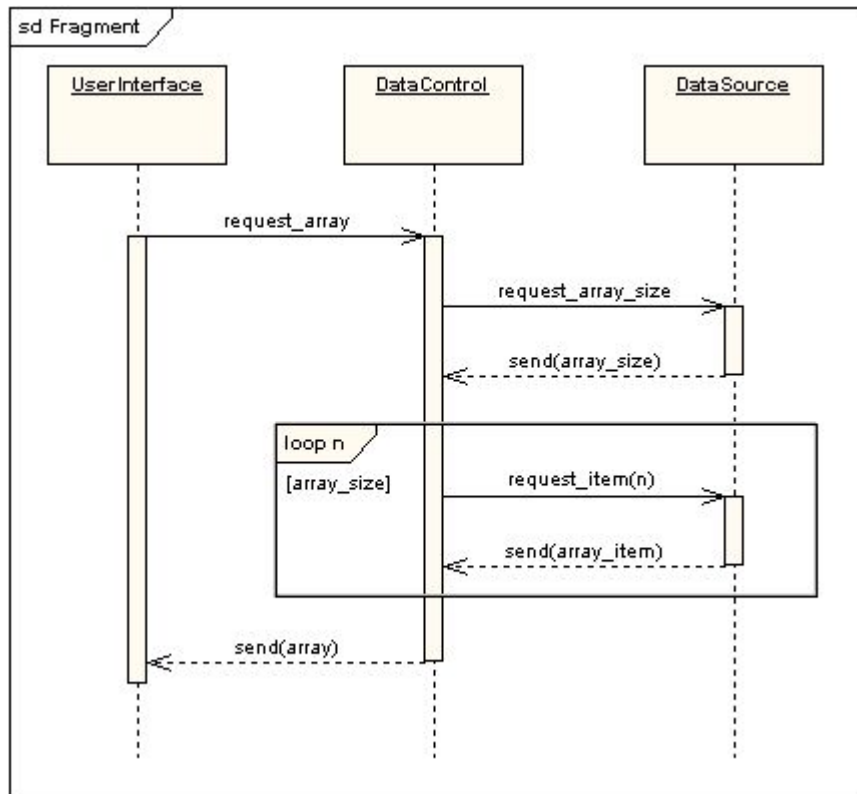 sd Fragment
UserInterface
DataControl
DataSource
request_array
request_array_size
send(array_size)
loop n
[array_size]
request_item(n)
send(array_item)
send(array)